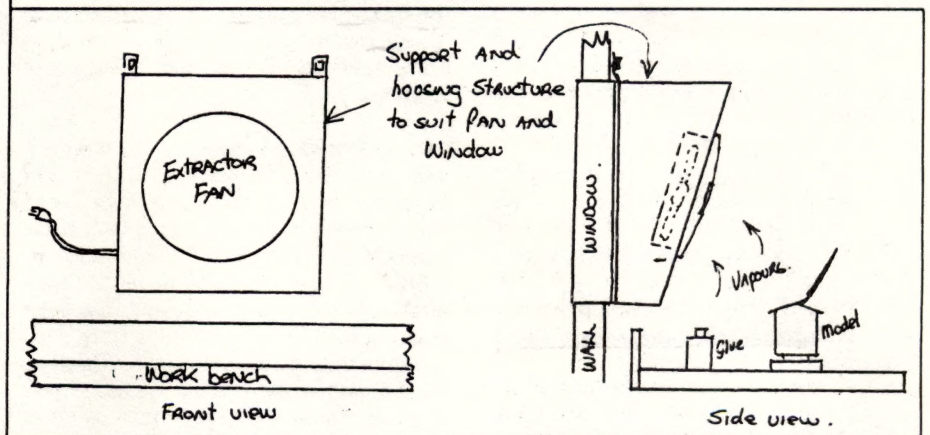 Support and
housing structure
to suit fan and
window
EXTRACTOR
FAN
Work bench
Front view
WINDOW.
WALL
VAPOURS.
Glue
Model
Side view.